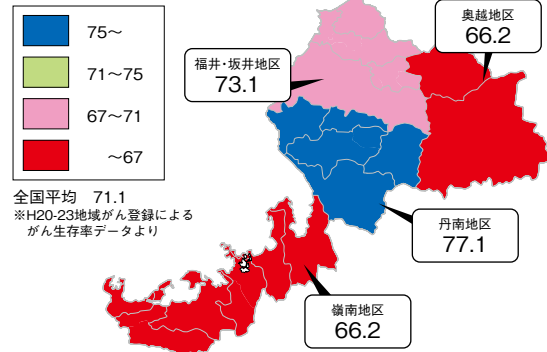 75～
71～75
67～71
～67
全国平均　71.1
※H20-23地域がん登録による
がん生存率データより
福井・坂井地区
73.1
奥越地区
66.2
丹南地区
77.1
嶺南地区
66.2